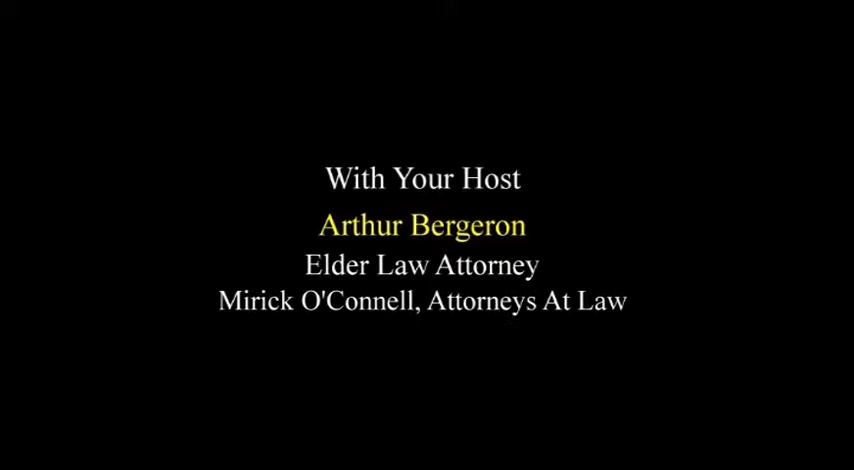 With Your Host
Arthur Bergeron
Elder Law Attorney
Mirick O'Connell, Attorneys At Law